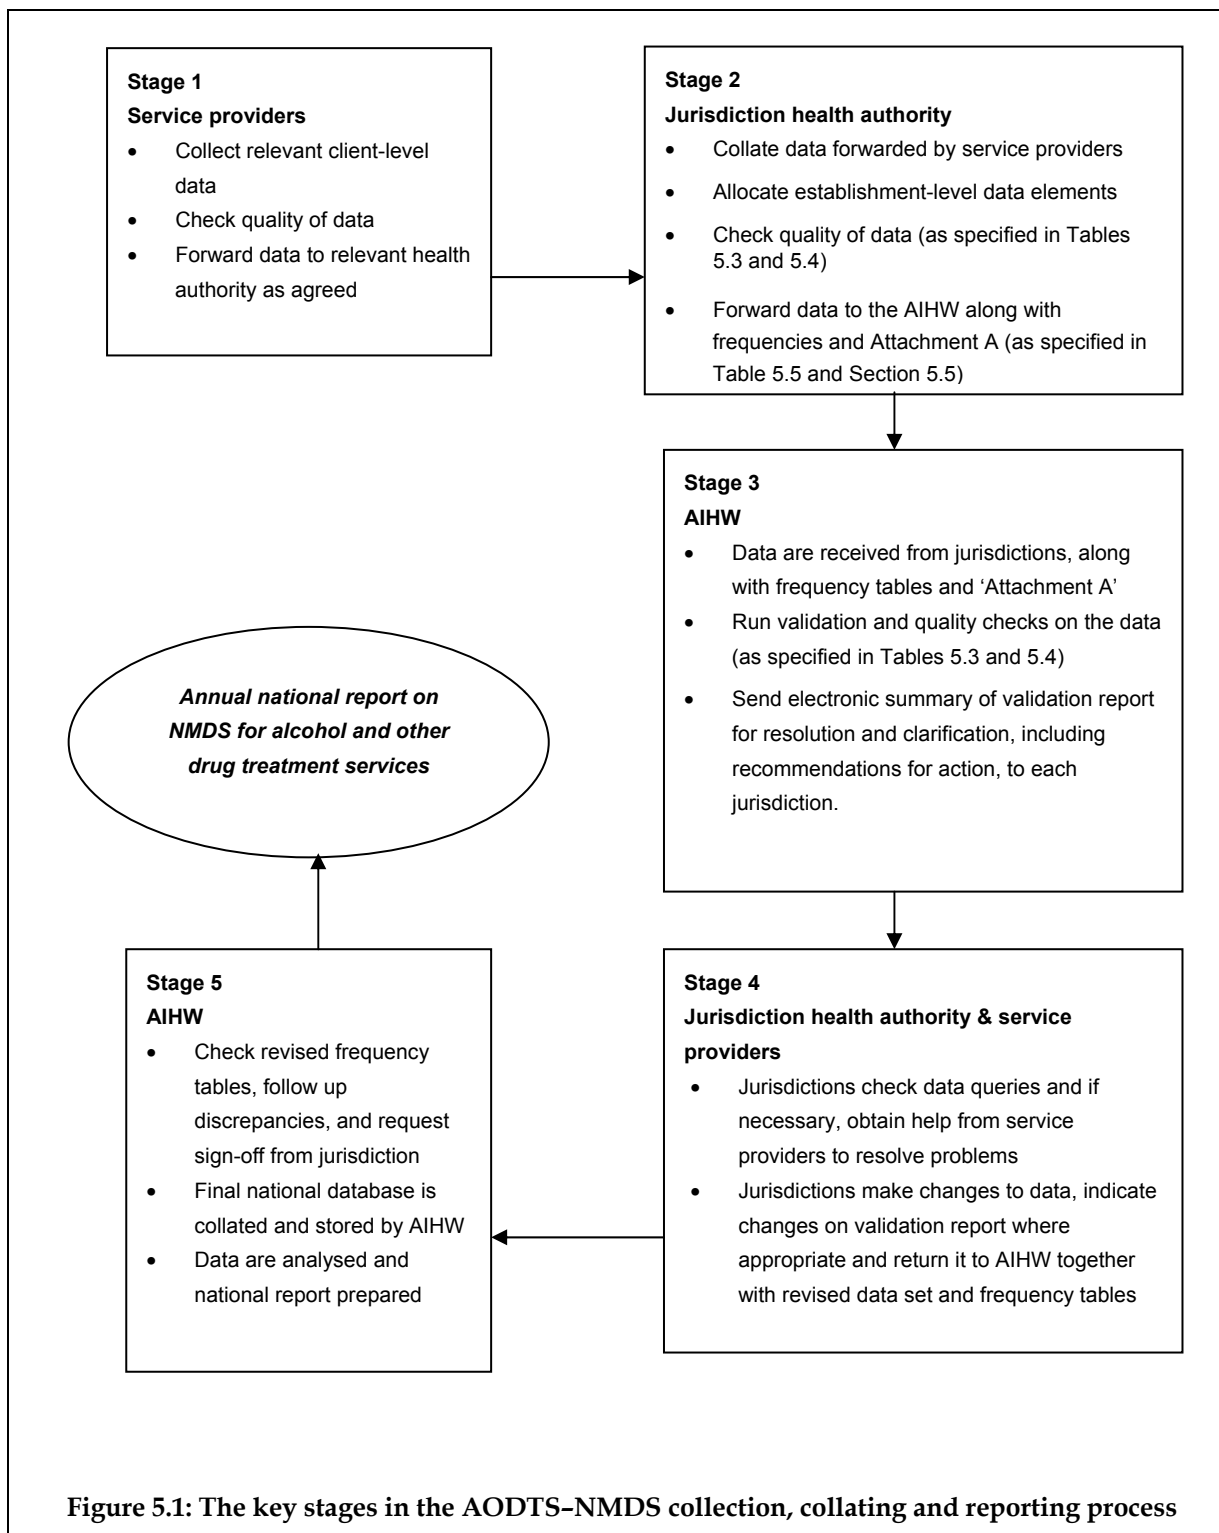 Stage 1
Service providers
• Collect relevant client-level
data
• Check quality of data
• Forward data to relevant health
authority as agreed
Stage 2
Jurisdiction health authority
• Collate data forwarded by service providers
• Allocate establishment-level data elements
• Check quality of data (as specified in Tables
5.3 and 5.4)
• Forward data to the AIHW along with
frequencies and Attachment A (as specified in
Table 5.5 and Section 5.5)
Stage 3
AIHW
• Data are received from jurisdictions, along
with frequency tables and ‘Attachment A’
• Run validation and quality checks on the data
(as specified in Tables 5.3 and 5.4)
• Send electronic summary of validation report
for resolution and clarification, including
recommendations for action, to each
jurisdiction.
Stage 4
Jurisdiction health authority & service
providers
• Jurisdictions check data queries and if
necessary, obtain help from service
providers to resolve problems
• Jurisdictions make changes to data, indicate
changes on validation report where
appropriate and return it to AIHW together
with revised data set and frequency tables
Stage 5
AIHW
• Check revised frequency
tables, follow up
discrepancies, and request
sign-off from jurisdiction
• Final national database is
collated and stored by AIHW
• Data are analysed and
national report prepared
Annual national report on
NMDS for alcohol and other
drug treatment services
Figure 5.1: The key stages in the AODTS–NMDS collection, collating and reporting process